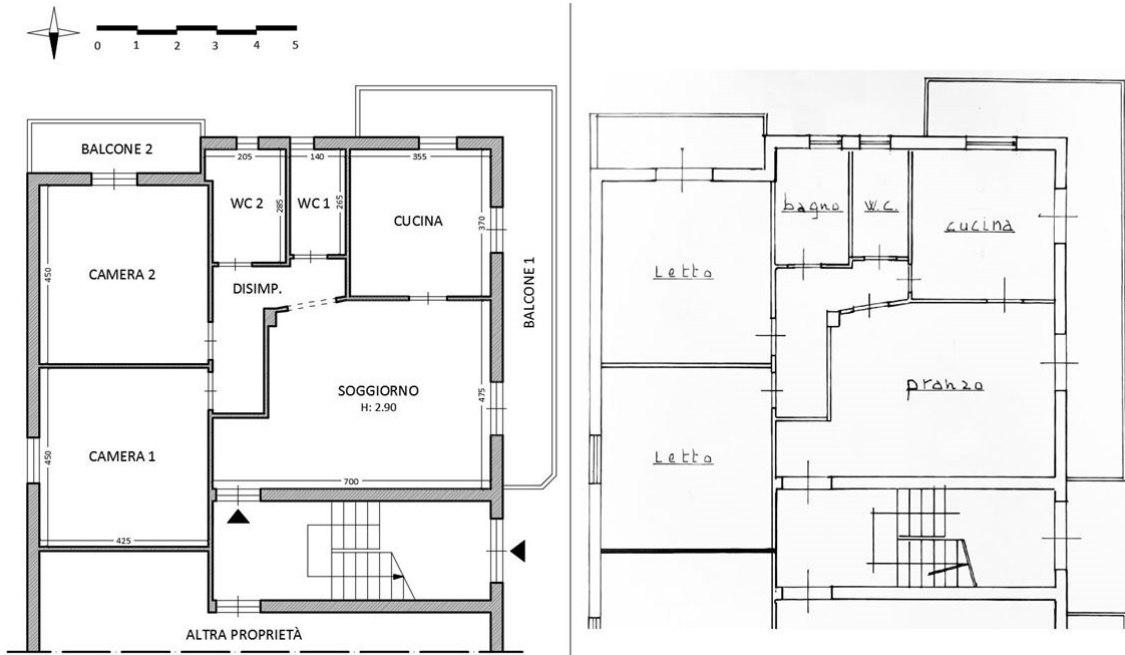 0 1 2 3 4 5
BALCONE 2
205
140
355
WC 2
285
WC 1
265
CUCINA
370
450
CAMERA 2
DISIMP.
BALCONE 1
SOGGIORNO
H: 2.90
475
450
CAMERA 1
700
425
ALTRA PROPRIETÀ
bagno
w.c.
cucina
Letto
pranzo
Letto